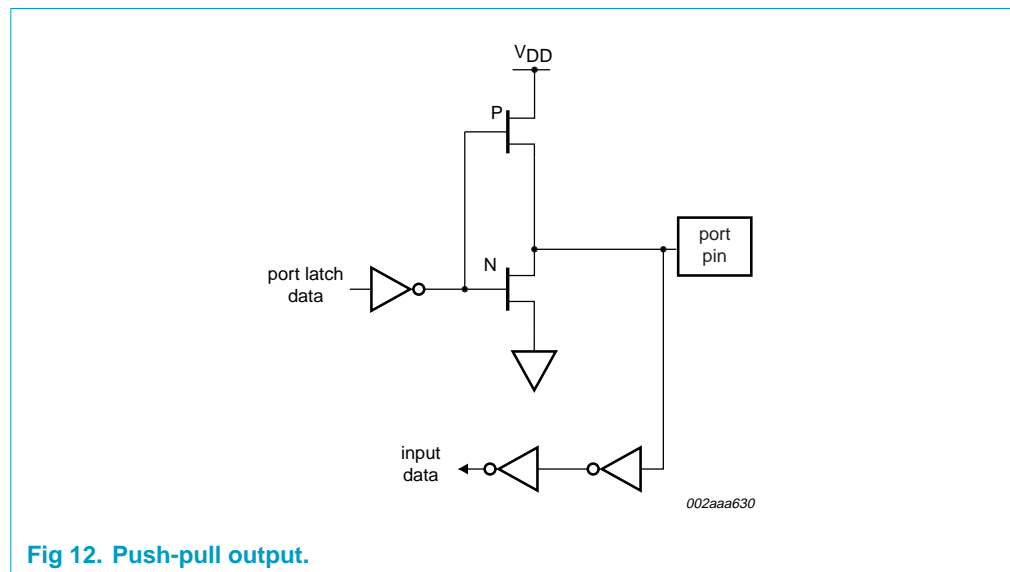 VDD
P
N
port
pin
port latch
data
input
data
002aaa630
Fig 12. Push-pull output.